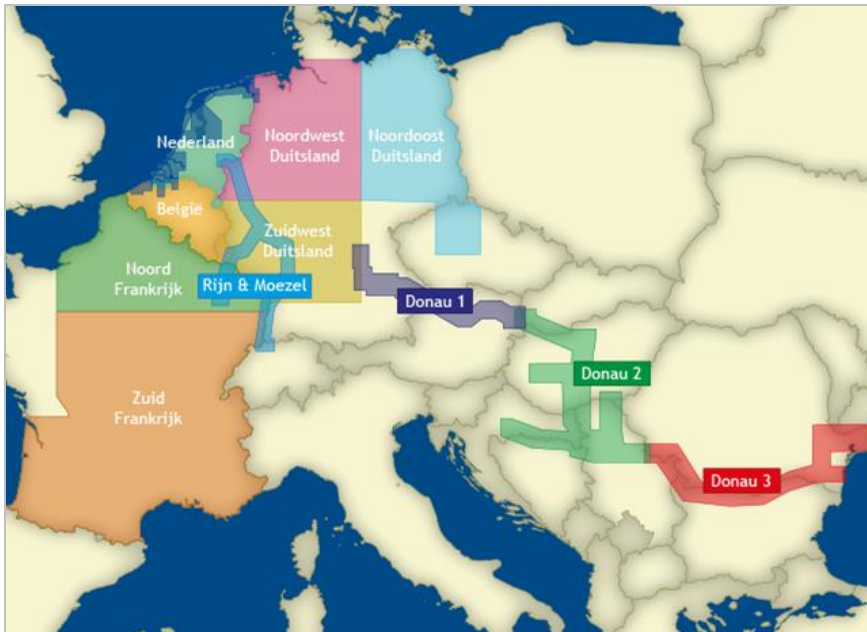 Nederland
Noordwest
Duitsland
Noordoost
Duitsland
België
Zuidwest
Duitsland
Noord
Frankrijk
Rijn & Moezel
Donau 1
Donau 2
Zuid
Frankrijk
Donau 3